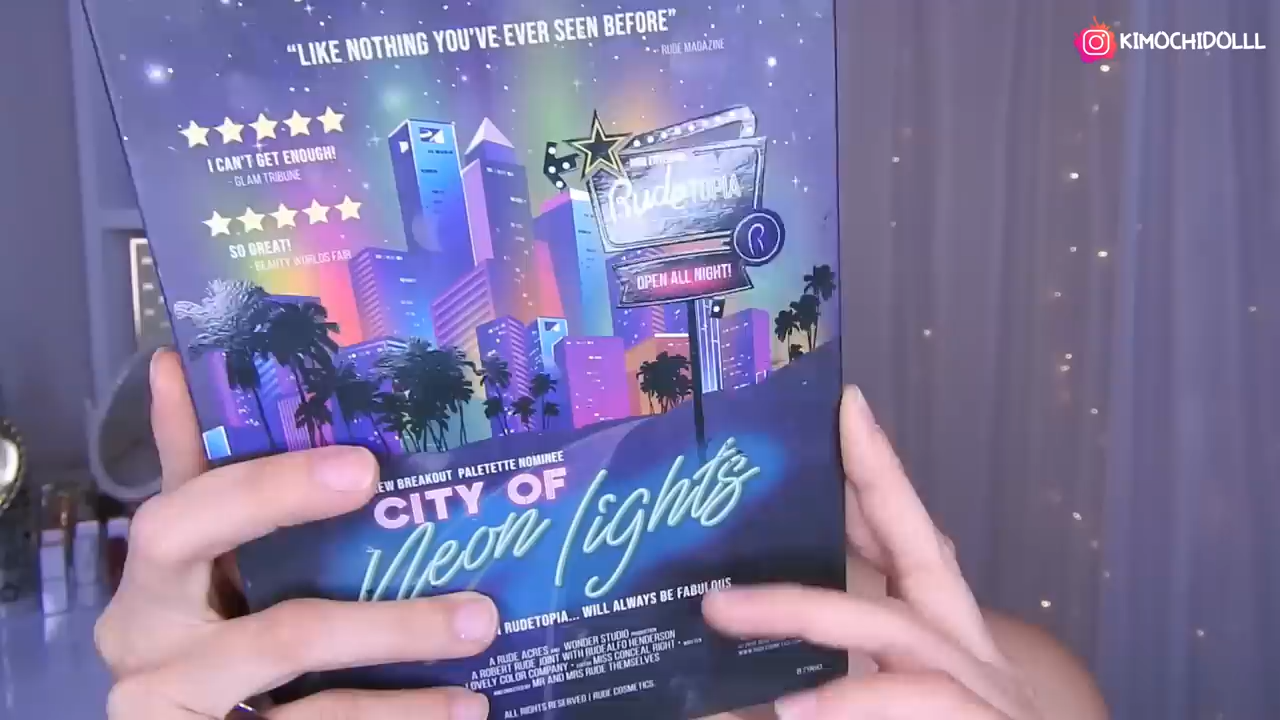 KIMOCHIDOLLL
"LIKE NOTHING YOU'VE EVER SEEN BEFORE"
- RUDE MAGAZINE
I CAN'T GET ENOUGH!
- GLAM TRIBUNE
SO GREAT!
- BEAUTY WORLDS FAIR
RudeTOPIA
R
OPEN ALL NIGHT!
NEW BREAKOUT PALETETTE NOMINEE
CITY OF
Neon lights
RUDETOPIA... WILL ALWAYS BE FABULOUS
A RUDE ACRES AND WONDER STUDIO PRODUCTION
A ROBERT RUDE JOINT WITH RUDEALFO HENDERSON
LOVELY COLOR COMPANY • MISS CONCEAL RIGHT •
MR AND MRS RUDE THEMSELVES
ALL RIGHTS RESERVED | RUDE COSMETICS.